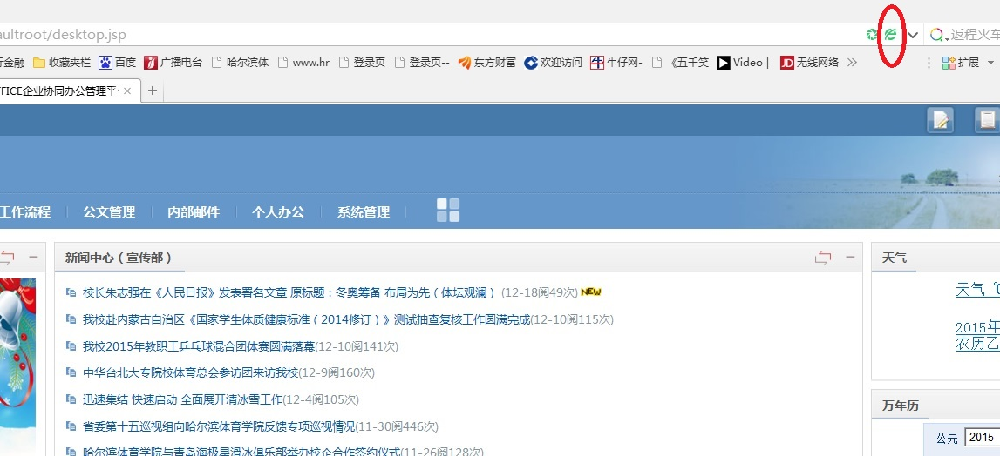 aultroot/desktop.jsp 返程火车
金融 收藏夹栏 百度 广播电台 哈尔滨体 www.hr 登录页 登录页-- 东方财富 欢迎访问 牛仔网- 《五千笑 Video | 无线网络 >> 扩展
FFICE企业协同办公管理平台 × +
工作流程 公文管理 内部邮件 个人办公 系统管理
新闻中心(宣传部) 天气
校长朱志强在《人民日报》发表署名文章 原标题:冬奥筹备 布局为先(体坛观澜) (12-18阅49次) NEW
天气 ℃
我校赴内蒙古自治区《国家学生体质健康标准(2014修订)》测试抽查复核工作圆满完成(12-10阅115次)
2015年
农历乙
我校2015年教职工乒乓球混合团体赛圆满落幕(12-10阅141次)
中华台北大专院校体育总会参访团来访我校(12-9阅160次)
迅速集结 快速启动 全面展开清冰雪工作(12-4阅105次)
万年历
省委第十五巡视组向哈尔滨体育学院反馈专项巡视情况(11-30阅446次)
公元 2015
哈尔滨体育学院与青岛海极星滑冰俱乐部举办校企合作签约仪式(11-26阅128次)